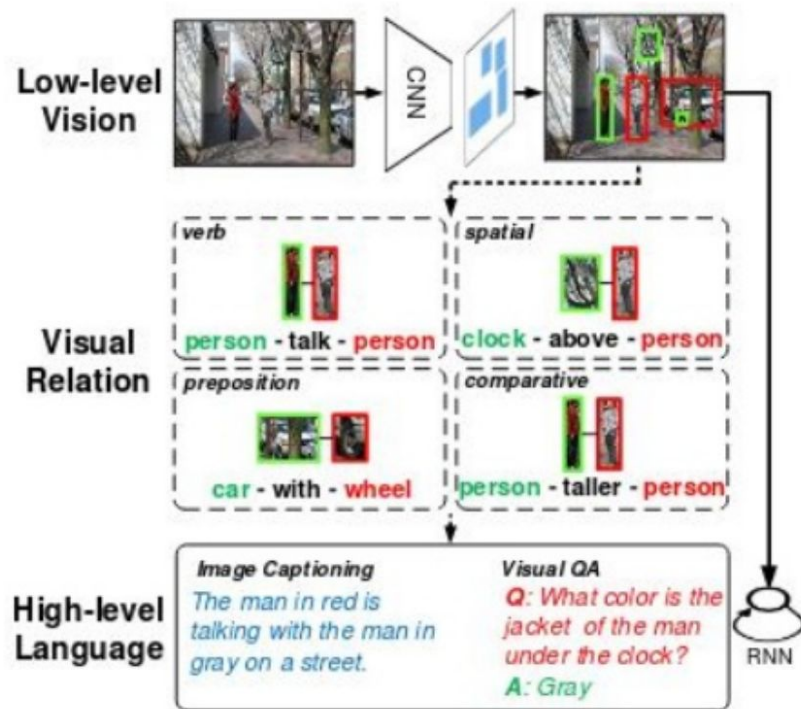 Low-level
Vision
CNN
verb
person - talk - person
spatial
clock - above - person
Visual
Relation
preposition
car - with - wheel
comparative
person - taller - person
High-level
Language
Image Captioning
The man in red is
talking with the man in
gray on a street.
Visual QA
Q: What color is the
jacket of the man
under the clock?
A: Gray
RNN